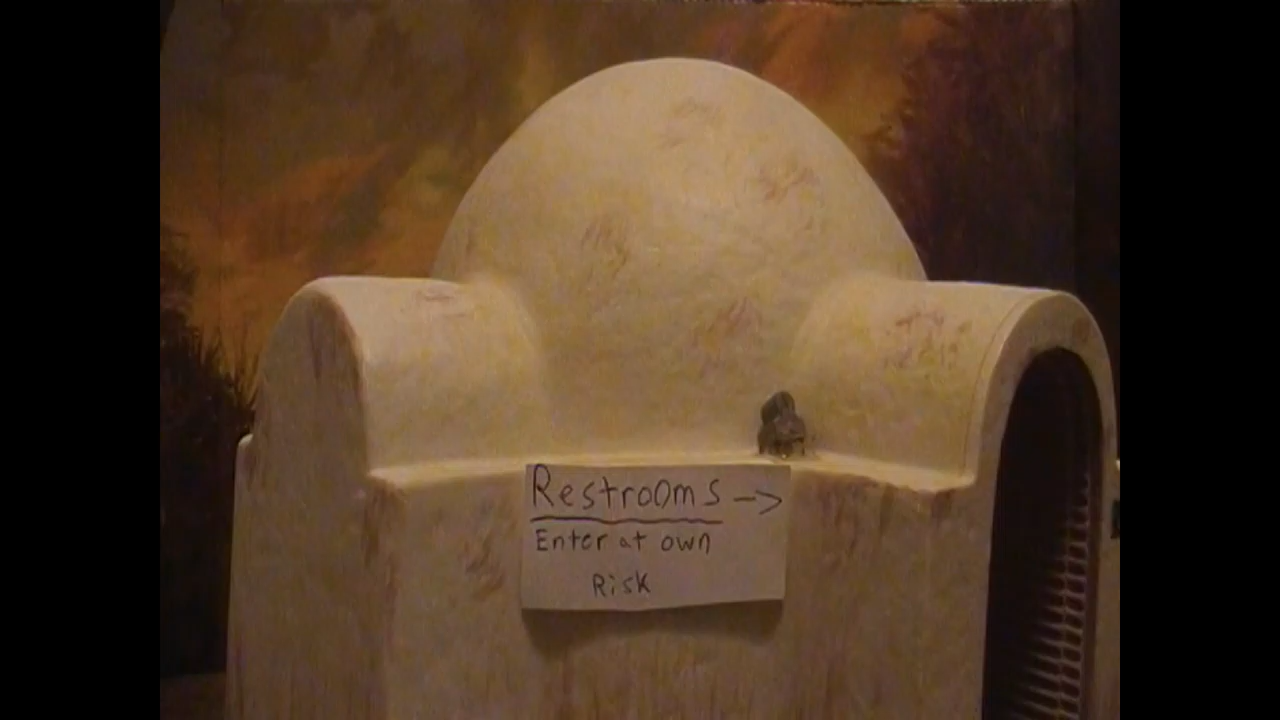 Restrooms →
Enter at own
Risk